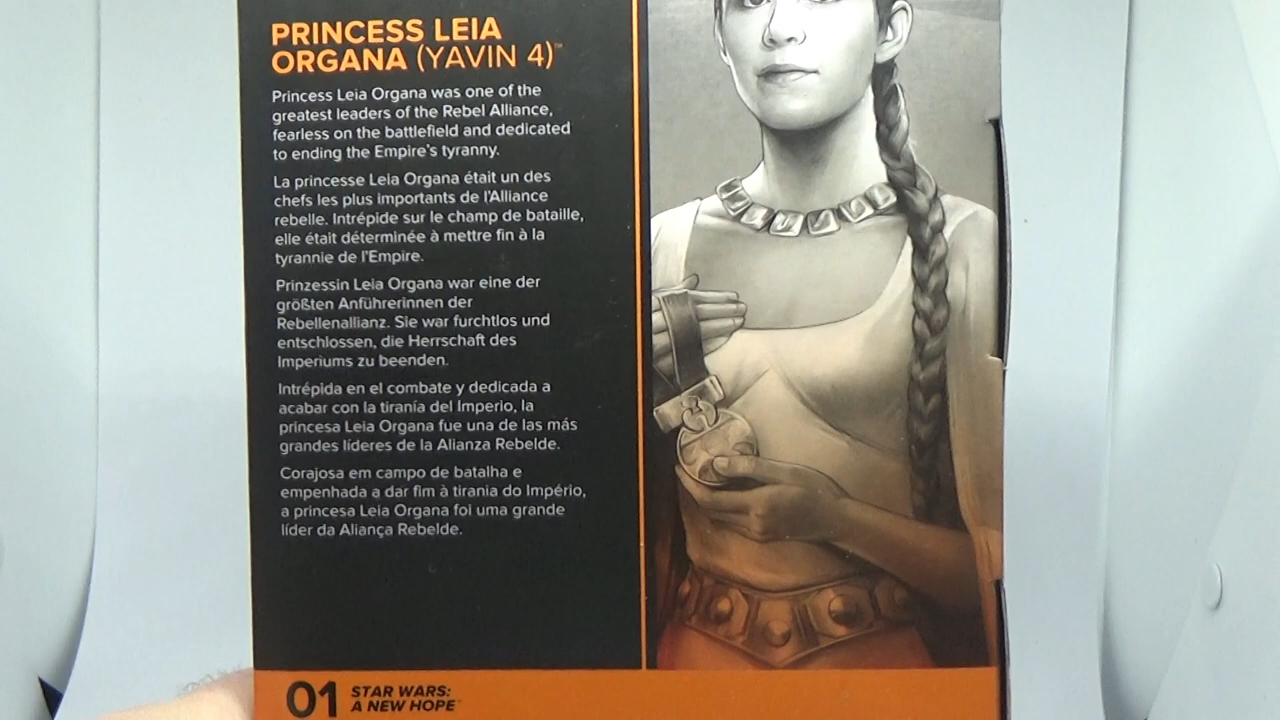 PRINCESS LEIA
ORGANA (YAVIN 4)™
Princess Leia Organa was one of the
greatest leaders of the Rebel Alliance,
fearless on the battlefield and dedicated
to ending the Empire's tyranny.
La princesse Leia Organa était un des
chefs les plus importants de l'Alliance
rebelle. Intrépide sur le champ de bataille,
elle était déterminée à mettre fin à la
tyrannie de l'Empire.
Prinzessin Leia Organa war eine der
größten Anführerinnen der
Rebellenallianz. Sie war furchtlos und
entschlossen, die Herrschaft des
Imperiums zu beenden.
Intrépida en el combate y dedicada a
acabar con la tiranía del Imperio, la
princesa Leia Organa fue una de las más
grandes líderes de la Alianza Rebelde.
Corajosa em campo de batalha e
empenhada a dar fim à tirania do Império,
a princesa Leia Organa foi uma grande
líder da Aliança Rebelde.
01 STAR WARS:
A NEW HOPE™